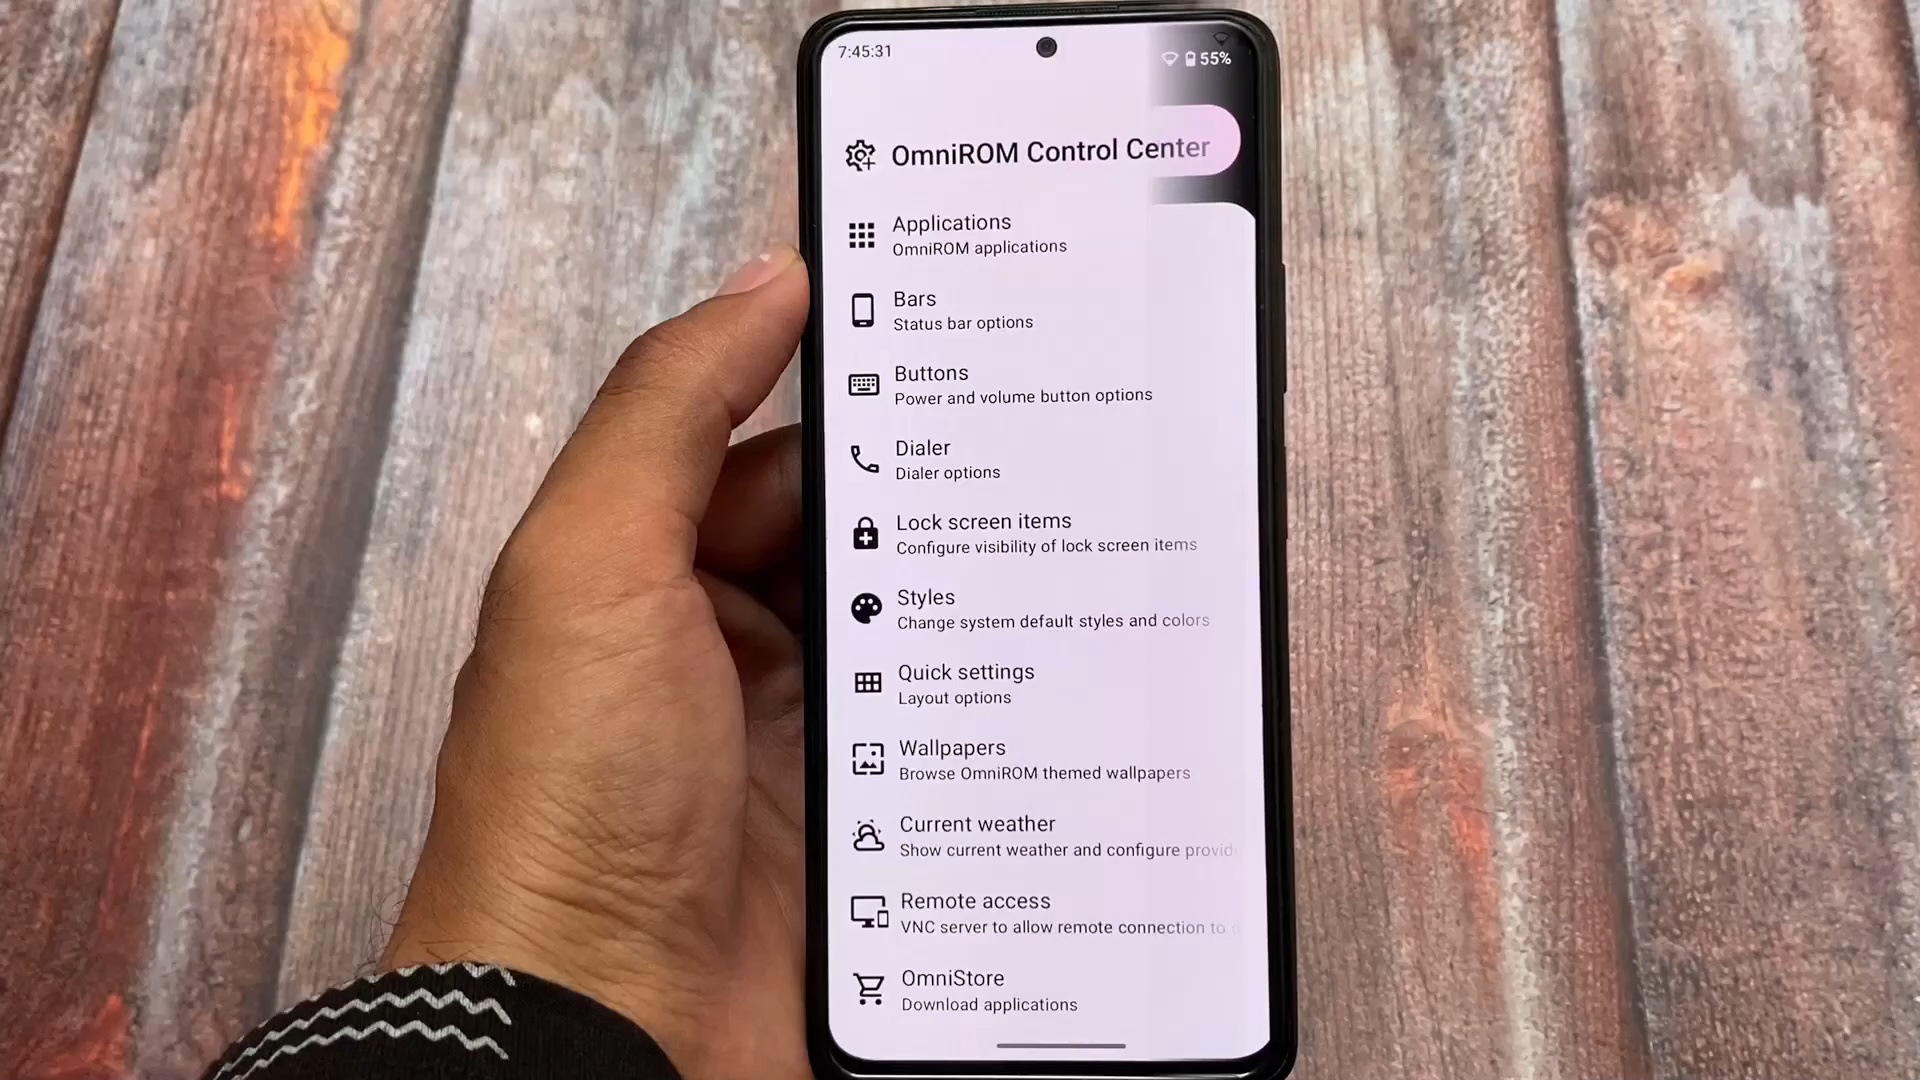 7:45:31
55%
OmniROM Control Center
Applications
OmniROM applications
Bars
Status bar options
Buttons
Power and volume button options
Dialer
Dialer options
Lock screen items
Configure visibility of lock screen items
Styles
Change system default styles and colors
Quick settings
Layout options
Wallpapers
Browse OmniROM themed wallpapers
Current weather
Show current weather and configure
Remote access
VNC server to allow remote connection to
OmniStore
Download applications